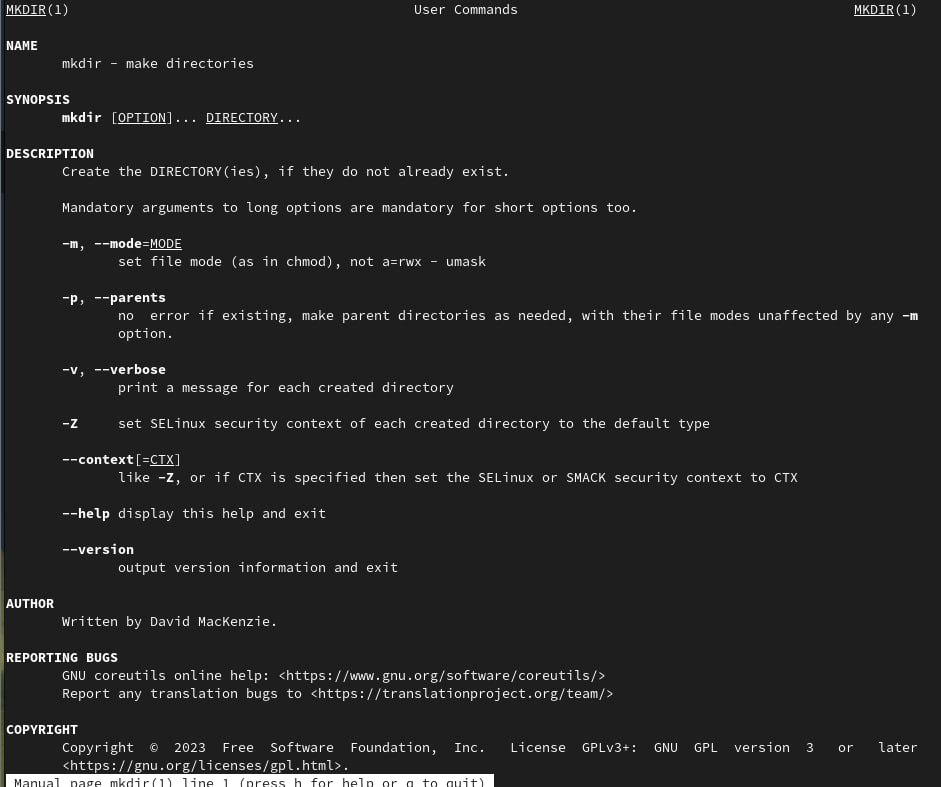 MKDIR(1) User Commands MKDIR(1)
NAME
mkdir - make directories
SYNOPSIS
mkdir [OPTION]... DIRECTORY...
DESCRIPTION
Create the DIRECTORY(ies), if they do not already exist.
Mandatory arguments to long options are mandatory for short options too.
-m, --mode=MODE
set file mode (as in chmod), not a=rwx - umask
-p, --parents
no  error if existing, make parent directories as needed, with their file modes unaffected by any -m
option.
-v, --verbose
print a message for each created directory
-Z set SELinux security context of each created directory to the default type
--context[=CTX]
like -Z, or if CTX is specified then set the SELinux or SMACK security context to CTX
--help display this help and exit
--version
output version information and exit
AUTHOR
Written by David MacKenzie.
REPORTING BUGS
GNU coreutils online help: <https://www.gnu.org/software/coreutils/>
Report any translation bugs to <https://translationproject.org/team/>
COPYRIGHT
Copyright © 2023 Free Software Foundation, Inc. License GPLv3+: GNU GPL version 3 or later
<https://gnu.org/licenses/gpl.html>.
Manual page mkdir(1) line 1 (press h for help or q to quit)